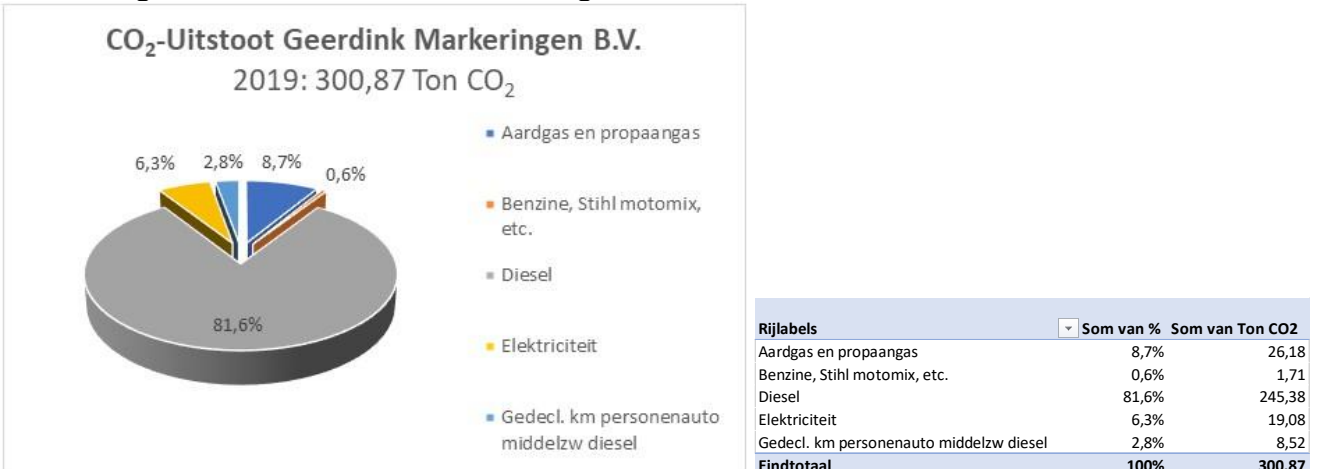 CO₂-Uitstoot Geerdink Markeringen B.V.
2019: 300,87 Ton CO₂
6,3%
2,8%
8,7%
0,6%
81,6%
Aardgas en propaangas
Benzine, Stihl motomix,
etc.
Diesel
Elektriciteit
Gedecl. km personenauto
middelzw diesel
Rijlabels Som van % Som van Ton CO2
Aardgas en propaangas 8,7% 26,18
Benzine, Stihl motomix, etc. 0,6% 1,71
Diesel 81,6% 245,38
Elektriciteit 6,3% 19,08
Gedecl. km personenauto middelzw diesel 2,8% 8,52
Eindtotaal 100% 300,87